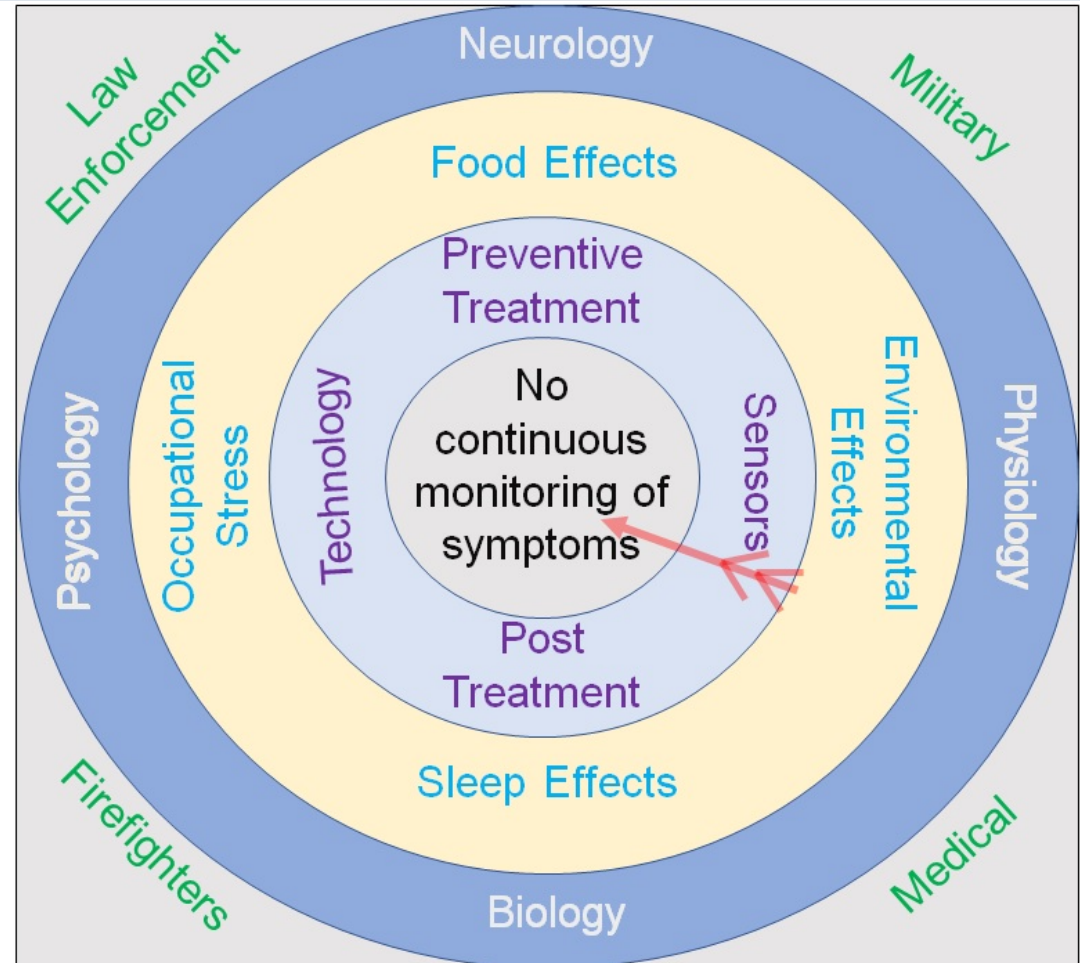 Law
Enforcement
Neurology
Military
Food Effects
Preventive
Treatment
Psychology
Occupational
Stress
Technology
No
continuous
monitoring of
symptoms
Sensors
Environmental
Effects
Physiology
Post
Treatment
Sleep Effects
Firefighters
Biology
Medical